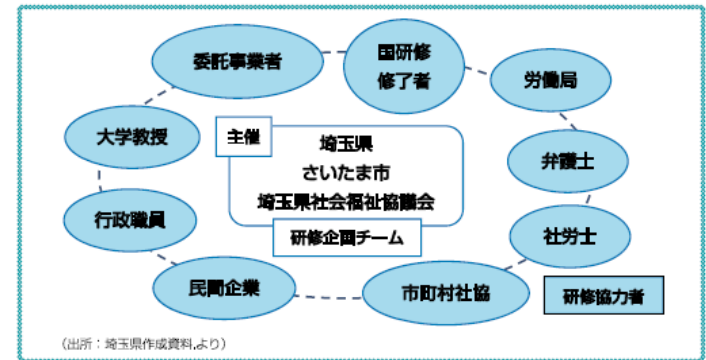 委託事業者
国研修
修了者
労働局
大学教授
主催
埼玉県
さいたま市
埼玉県社会福祉協議会
弁護士
行政職員
研修企画チーム
社労士
民間企業
市町村社協
研修協力者
(出所:埼玉県作成資料より)